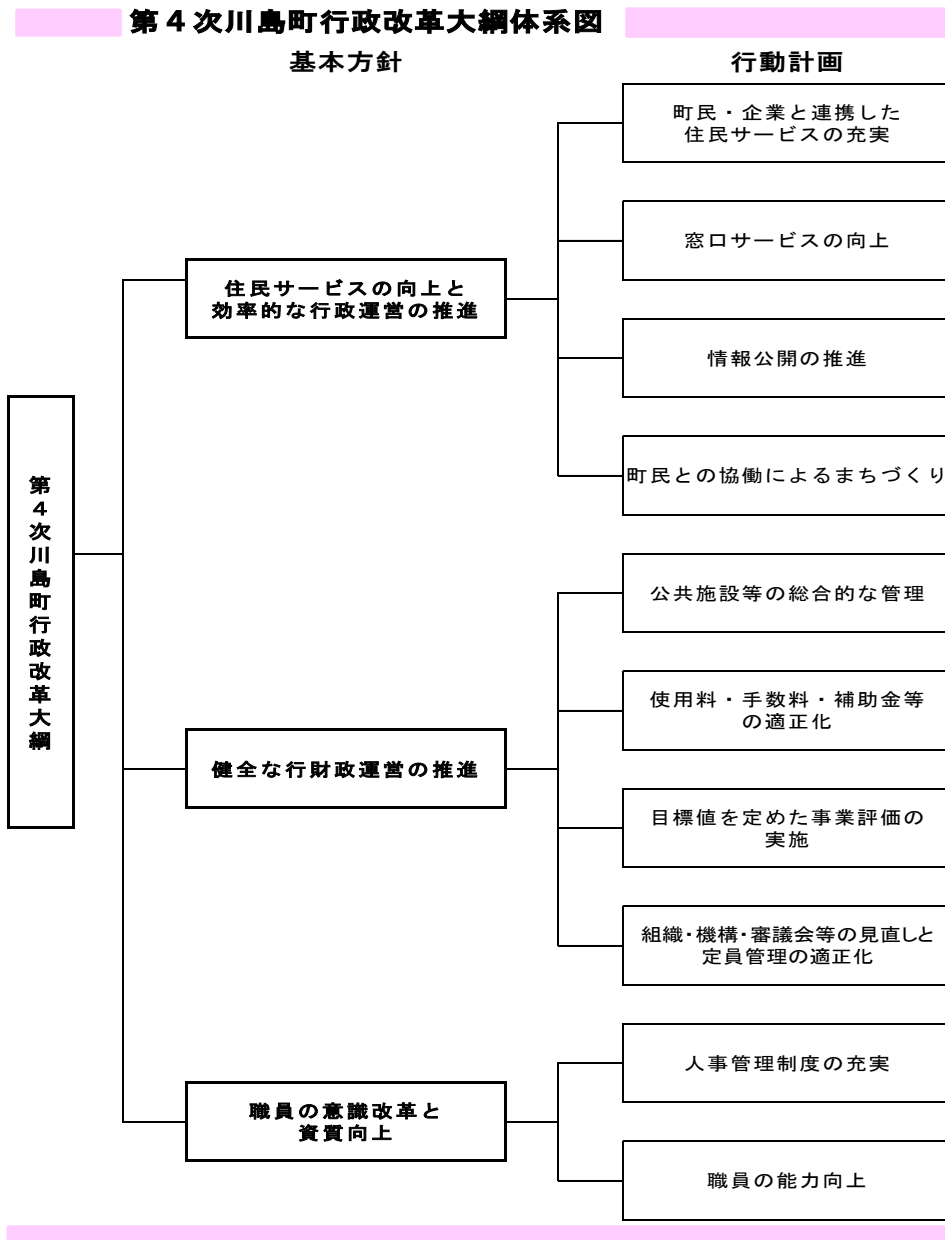 第４次川島町行政改革大綱体系図
基本方針
行動計画
第４次川島町行政改革大綱
住民サービスの向上と
効率的な行政運営の推進
町民・企業と連携した
住民サービスの充実
窓口サービスの向上
情報公開の推進
町民との協働によるまちづくり
健全な行財政運営の推進
公共施設等の総合的な管理
使用料・手数料・補助金等
の適正化
目標値を定めた事業評価の
実施
組織・機構・審議会等の見直しと
定員管理の適正化
職員の意識改革と
資質向上
人事管理制度の充実
職員の能力向上